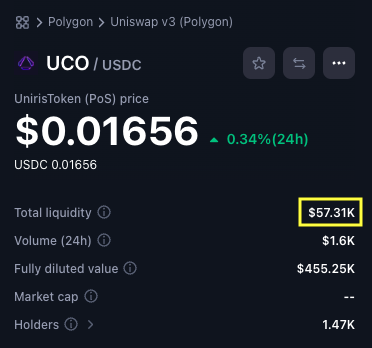 Polygon > Uniswap v3 (Polygon)
UCO / USDC
UnirisToken (PoS) price
$0.01656 0.34%(24h)
USDC 0.01656
Total liquidity $57.31K
Volume (24h) $1.6K
Fully diluted value $455.25K
Market cap --
Holders 1.47K